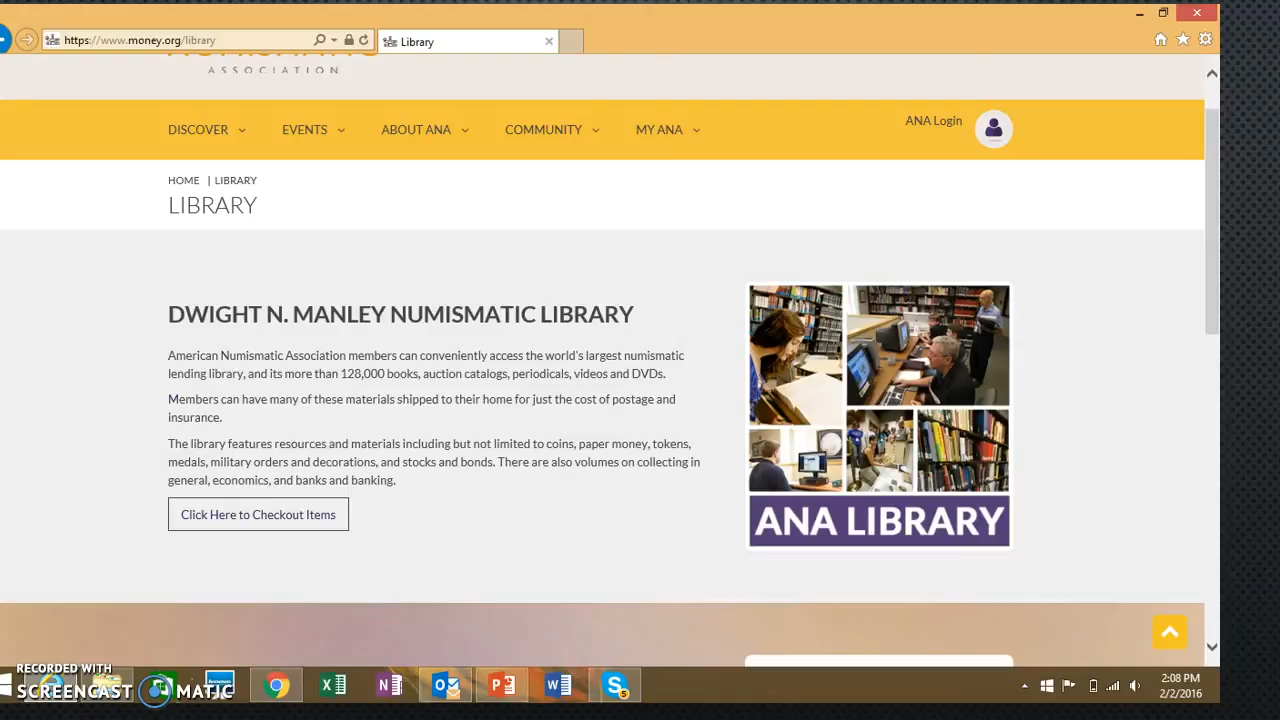 https://www.money.org/library
Library
ASSOCIATION
DISCOVER EVENTS ABOUT ANA COMMUNITY MY ANA
ANA Login
HOME | LIBRARY
LIBRARY
DWIGHT N. MANLEY NUMISMATIC LIBRARY
American Numismatic Association members can conveniently access the world's largest numismatic
lending library, and its more than 128,000 books, auction catalogs, periodicals, videos and DVDs.
Members can have many of these materials shipped to their home for just the cost of postage and
insurance.
The library features resources and materials including but not limited to coins, paper money, tokens,
medals, military orders and decorations, and stocks and bonds. There are also volumes on collecting in
general, economics, and banks and banking.
Click Here to Checkout Items
ANA LIBRARY
RECORDED WITH
SCREENCAST MATIC
2:08 PM
2/2/2016